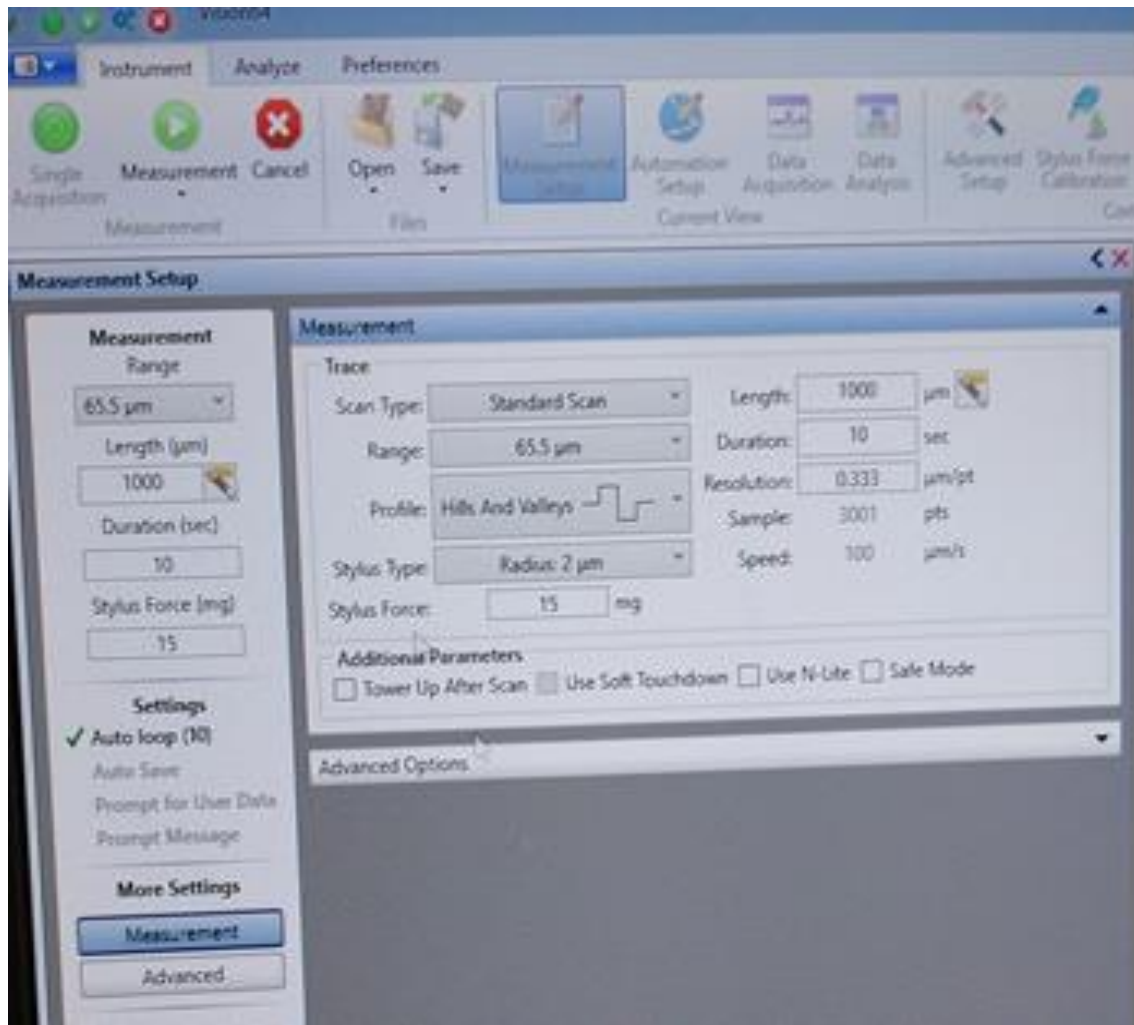 Vision64
Instrument Analyze Preferences
Single Acquisition
Measurement
Cancel
Open
Save
Measurement Setup
Automation Setup
Data Acquisition
Data Analysis
Advanced Setup
Stylus Force Calibration
Measurement
Files
Current View
Measurement Setup
Measurement
Range
65.5 µm
Length (µm)
1000
Duration (sec)
10
Stylus Force (mg)
15
Settings
Auto loop (10)
Auto Save
Prompt for User Data
Prompt Message
More Settings
Measurement
Advanced
Measurement
Trace
Scan Type: Standard Scan
Range: 65.5 µm
Profile: Hills And Valleys
Stylus Type: Radius: 2 µm
Stylus Force: 15 mg
Length: 1000 µm
Duration: 10 sec
Resolution: 0.333 µm/pt
Sample: 3001 pts
Speed: 100 µm/s
Additional Parameters
Tower Up After Scan Use Soft Touchdown Use N-Lite Safe Mode
Advanced Options